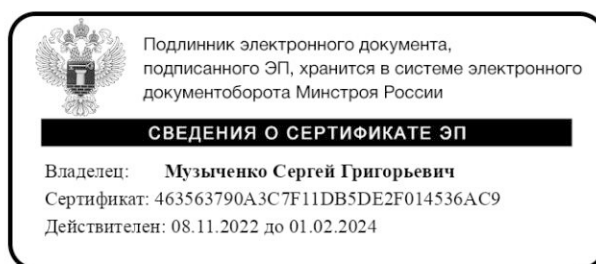 Подлинник электронного документа,
подписанного ЭП, хранится в системе электронного
документоборота Минстроя России
СВЕДЕНИЯ О СЕРТИФИКАТЕ ЭП
Владелец: Музыченко Сергей Григорьевич
Сертификат: 463563790A3C7F11DB5DE2F014536AC9
Действителен: 08.11.2022 до 01.02.2024